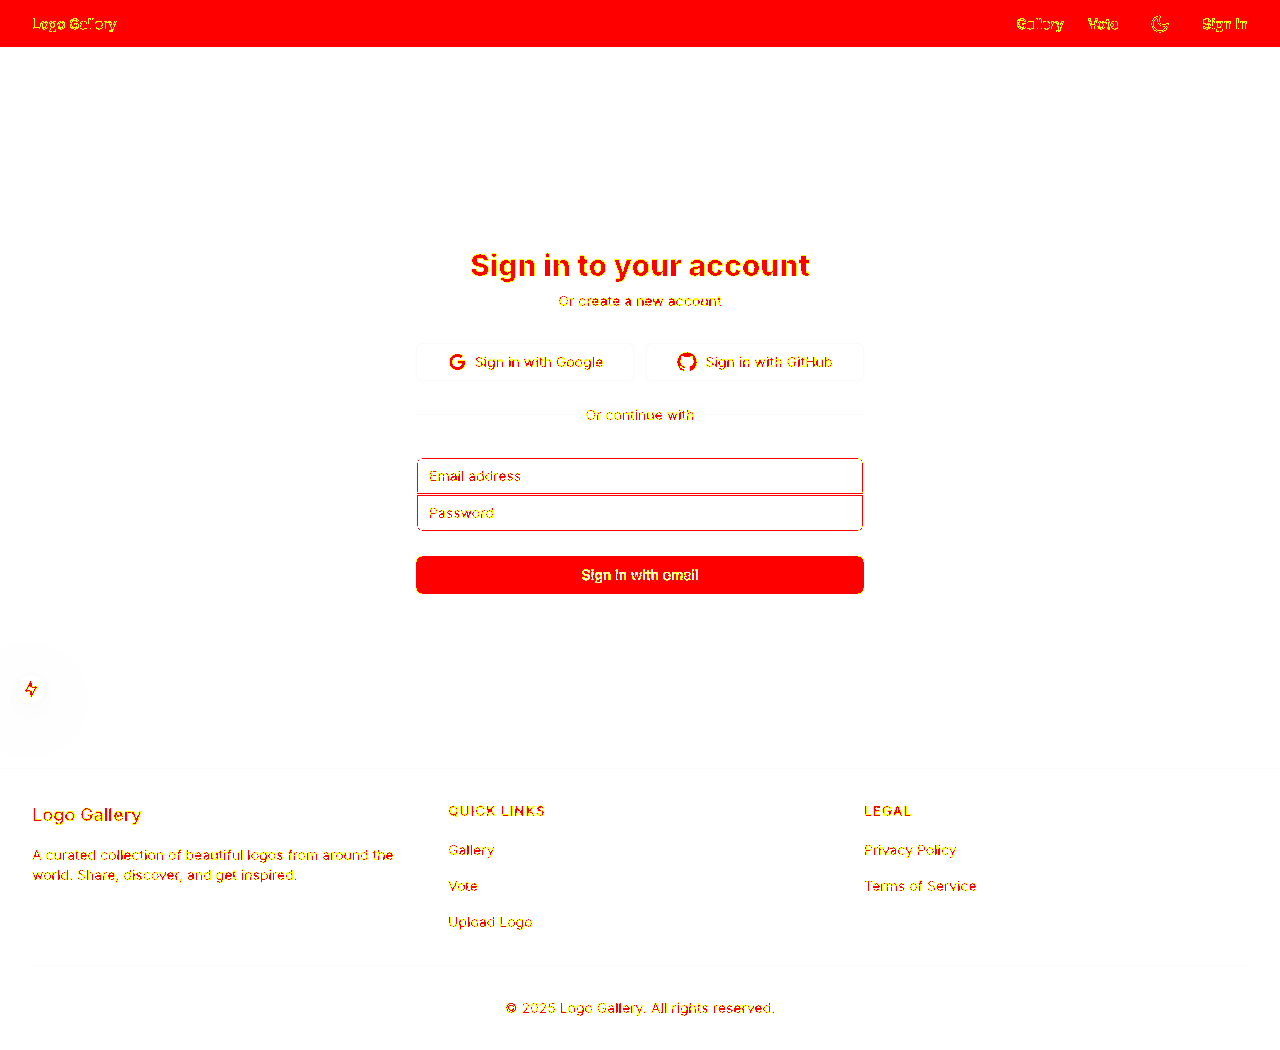 Logo Gallery
Gallery Vote Sign In
Sign in to your account
Or create a new account
Sign in with Google
Sign in with GitHub
Or continue with
Email address
Password
Sign in with email
Logo Gallery
A curated collection of beautiful logos from around the
world. Share, discover, and get inspired.
QUICK LINKS
Gallery
Vote
Upload Logo
LEGAL
Privacy Policy
Terms of Service
© 2025 Logo Gallery. All rights reserved.